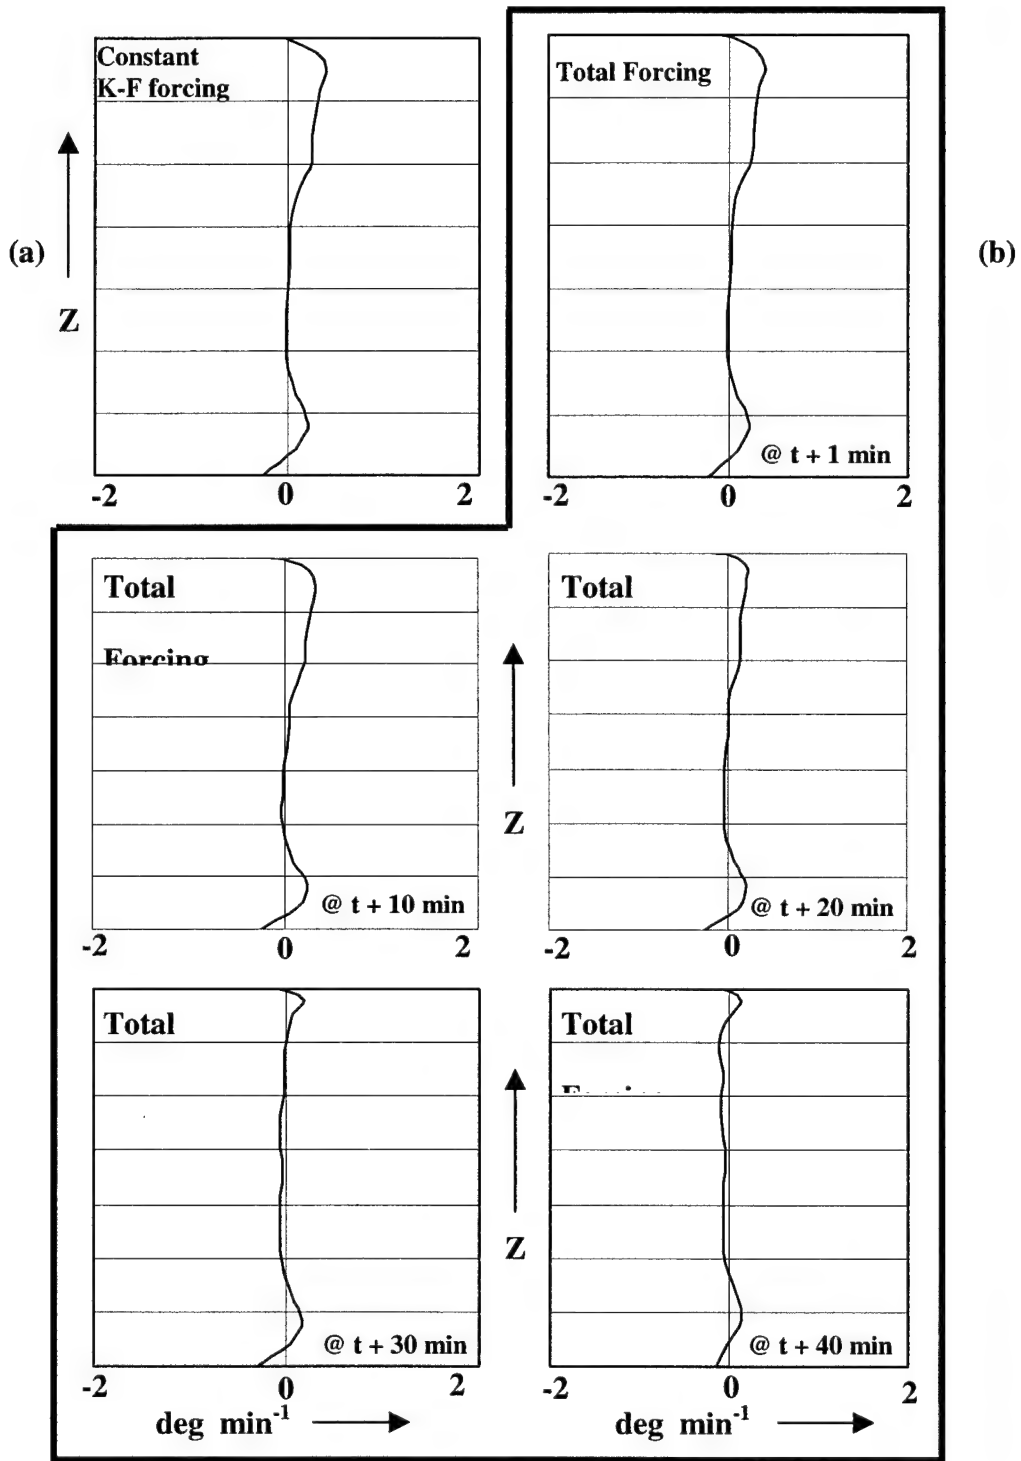 Constant
K-F forcing
(a)
Z
-2 0 2
Total Forcing
(b)
@ t + 1 min
-2 0 2
Total
Forcing
@ t + 10 min
-2 0 2
Total
Z
@ t + 20 min
-2 0 2
Total
@ t + 30 min
-2 0 2
deg min-1
Total
Z
@ t + 40 min
-2 0 2
deg min-1